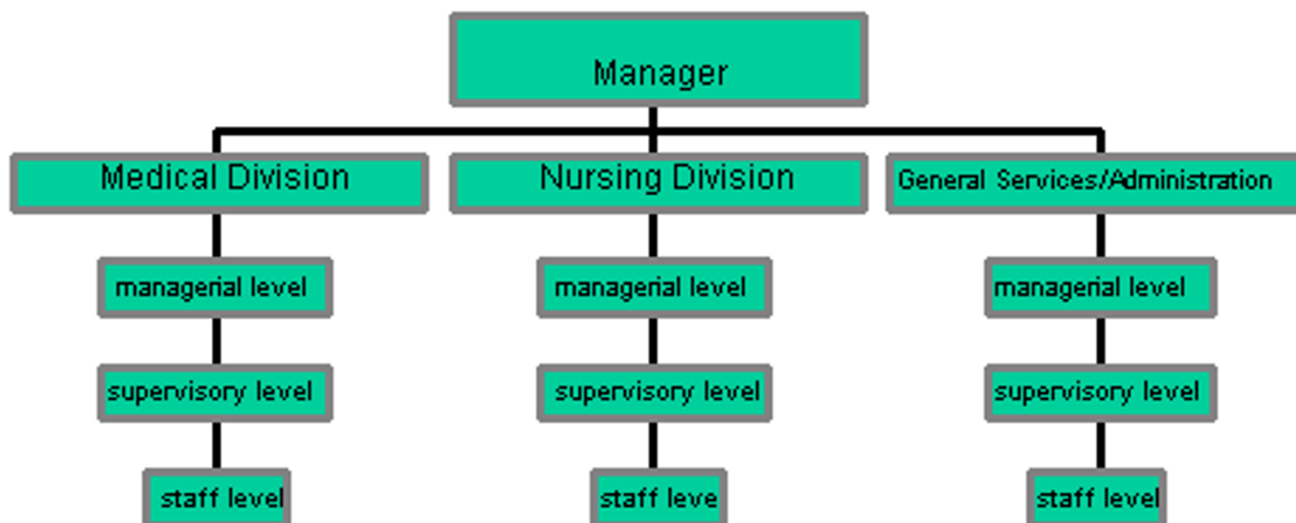 Manager
Medical Division
Nursing Division
General Services/Administration
managerial level
managerial level
managerial level
supervisory level
supervisory level
supervisory level
staff level
staff leve
staff level